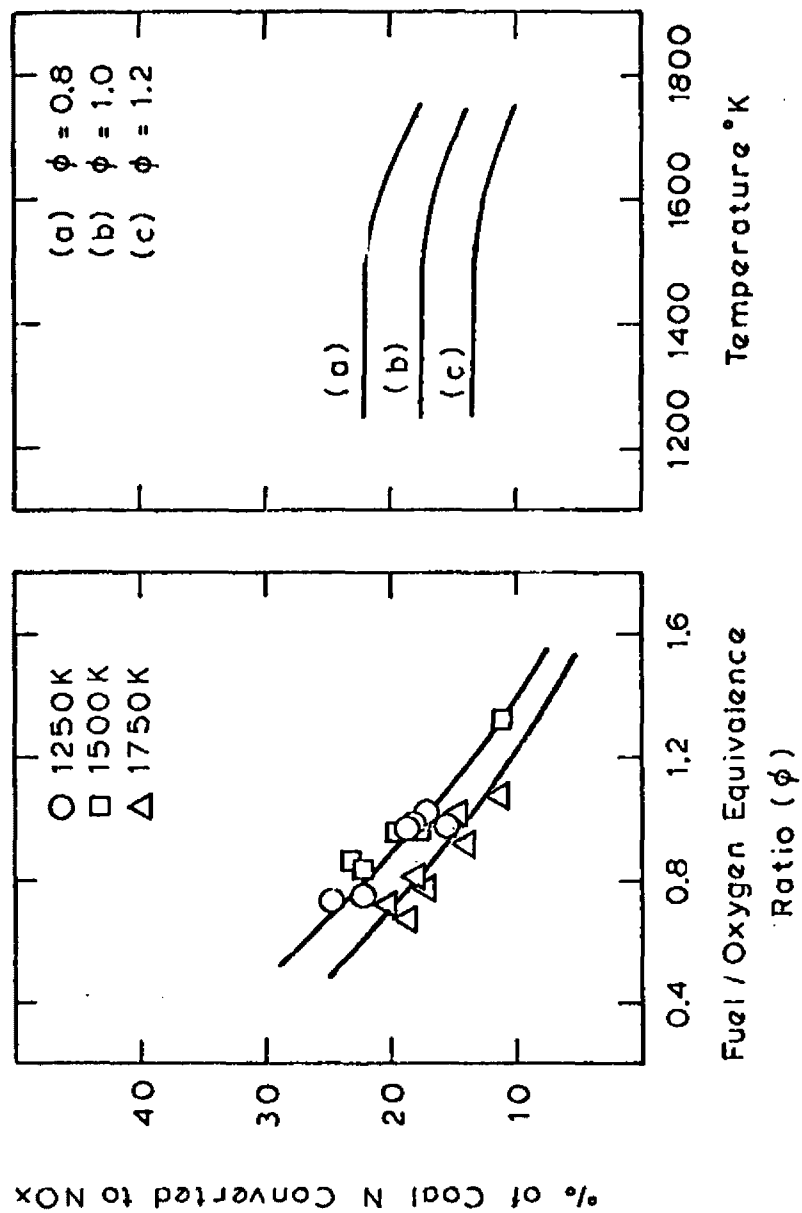 % of Coal N Converted to NOx
40
30
20
10
○ 1250K
□ 1500K
△ 1750K
0.4 0.8 1.2 1.6
Fuel / Oxygen Equivalence
Ratio (ϕ)
(a) ϕ = 0.8
(b) ϕ = 1.0
(c) ϕ = 1.2
(a)
(b)
(c)
1200 1400 1600 1800
Temperature °K